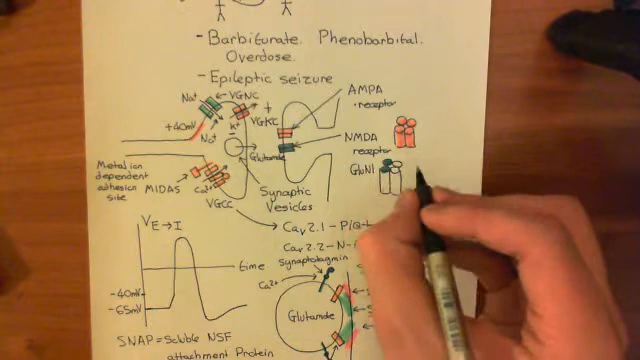 - Barbiturate Phenobarbital
Overdose.
- Epileptic seizure
Na+
VGNC
+
AMPA
receptor
+40mV
K+
VGKC
Na+
NMDA
receptor
Glutamate
Metal ion
dependent
adhesion
site
MIDAS
Ca2+
GluN1
VGCC
Synaptic
Vesicles
Cav2.1 - P/Q-t
VE→I
Cav2.2 - N-
time
Synaptotagmin
Ca2+
-40mV
-65mV
Glutamate
SNAP = Soluble NSF
attachment Protein